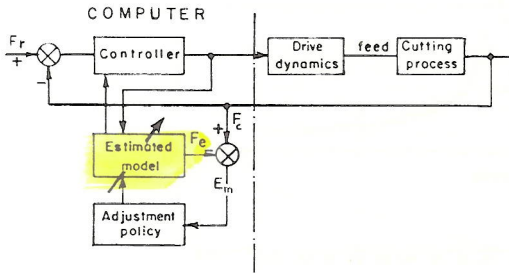 COMPUTER
Fr
+
Controller
Drive
dynamics
feed
Cutting
process
-
+
Fc
Estimated
model
Fe
=
Em
Adjustment
policy